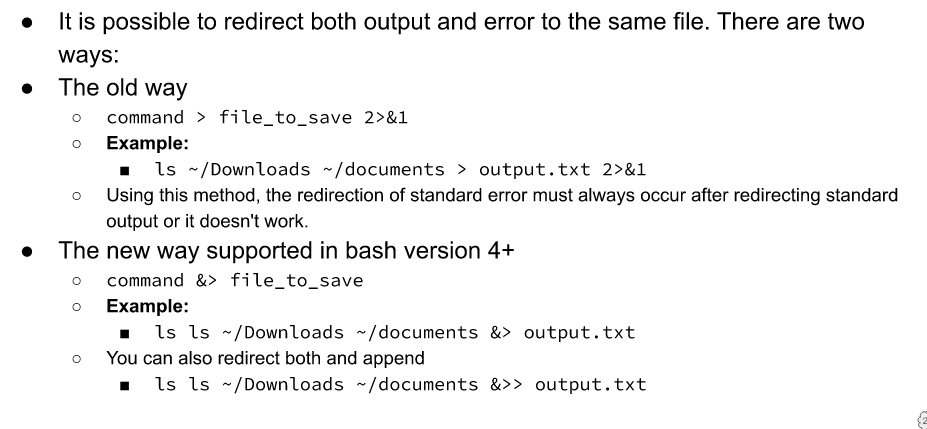 ● It is possible to redirect both output and error to the same file. There are two
ways:
● The old way
○ command > file_to_save 2>&1
○ Example:
■ ls ~/Downloads ~/documents > output.txt 2>&1
○ Using this method, the redirection of standard error must always occur after redirecting standard
output or it doesn't work.
● The new way supported in bash version 4+
○ command &> file_to_save
○ Example:
■ ls ls ~/Downloads ~/documents &> output.txt
○ You can also redirect both and append
■ ls ls ~/Downloads ~/documents &>> output.txt